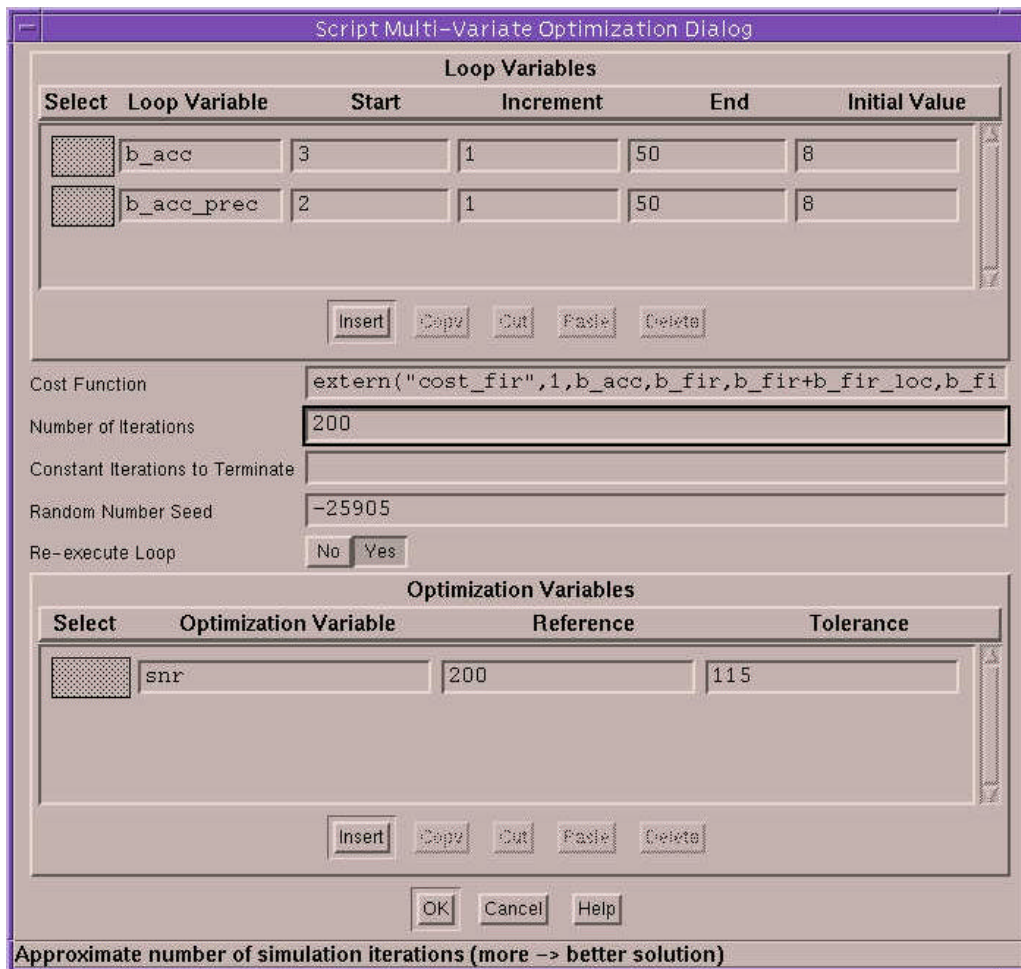 Script Multi-Variate Optimization Dialog
Loop Variables
Select Loop Variable Start Increment End Initial Value
b_acc 3 1 50 8
b_acc_prec 2 1 50 8
Insert Copy Cut Paste Delete
Cost Function extern("cost_fir",1,b_acc,b_fir,b_fir+b_fir_loc,b_fi
Number of Iterations 200
Constant Iterations to Terminate
Random Number Seed -25905
Re-execute Loop No Yes
Optimization Variables
Select Optimization Variable Reference Tolerance
snr 200 115
Insert Copy Cut Paste Delete
OK Cancel Help
Approximate number of simulation iterations (more -> better solution)